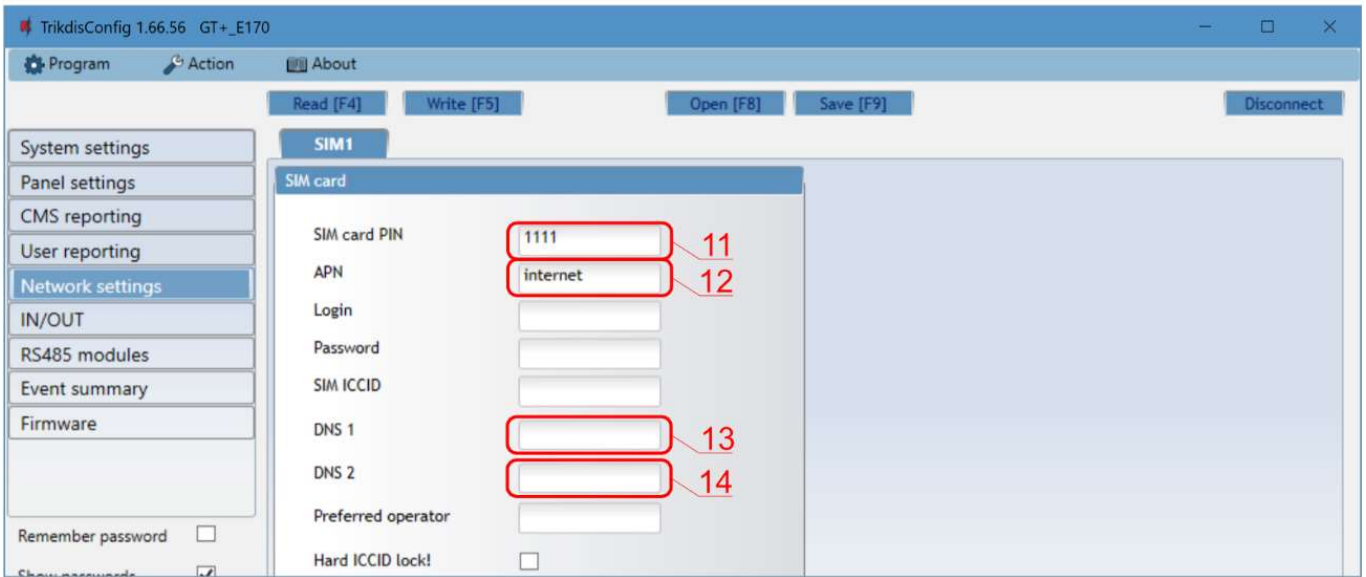 TrikdisConfig 1.66.56 GT+_E170
Program Action About
Read [F4] Write [F5] Open [F8] Save [F9] Disconnect
System settings
Panel settings
CMS reporting
User reporting
Network settings
IN/OUT
RS485 modules
Event summary
Firmware
Remember password
Show passwords
SIM1
SIM card
SIM card PIN 1111 11
APN internet 12
Login
Password
SIM ICCID
DNS 1 13
DNS 2 14
Preferred operator
Hard ICCID lock!